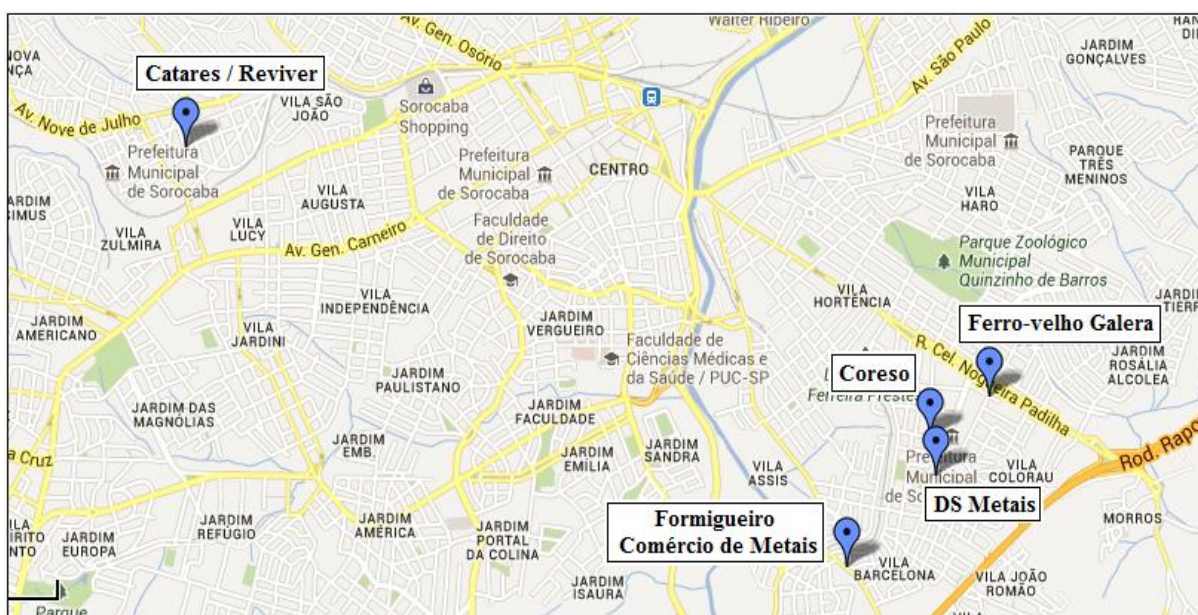 Walter Ribeiro
Av. Gen. Osório
JARDIM
GONÇALVES
NOVA
Catares / Reviver
Av. São Paulo
VILA SÃO
JOÃO
Sorocaba
Shopping
Av. Nove de Julho
Prefeitura
Municipal
de Sorocaba
Prefeitura
Municipal
de Sorocaba
Prefeitura
Municipal
de Sorocaba
CENTRO
PARQUE
TRÊS
MENINOS
VILA
AUGUSTA
VILA
HARO
VILA
ZULMIRA
VILA
LUCY
Av. Gen. Carneiro
Faculdade
de Direito
de Sorocaba
Parque Zoológico
Municipal
Quinzinho de Barros
VILA
INDEPENDÊNCIA
VILA
HORTÊNCIA
JARDIM
JARDIM
AMERICANO
VILA
JARDINI
JARDIM
VERGUEIRO
Faculdade de
Ciências Médicas e
da Saúde / PUC-SP
Ferro-velho Galera
R. Cel. Nogueira Padilha
JARDIM
ROSÁLIA
ALCOLEA
Coreso
Ferreira Prestes
JARDIM
PAULISTANO
JARDIM DAS
MAGNÓLIAS
JARDIM
FACULDADE
JARDIM
EMB.
JARDIM
EMÍLIA
JARDIM
SANDRA
VILA
ASSIS
Municipal
VILA
COLORAU
DS Metais
JARDIM
REFÚGIO
JARDIM
AMÉRICA
JARDIM
PORTAL
DA COLINA
Formigueiro
Comércio de Metais
MORROS
JARDIM
EUROPA
JARDIM
ISAURA
VILA
BARCELONA
VILA JOÃO
ROMÃO
Parque